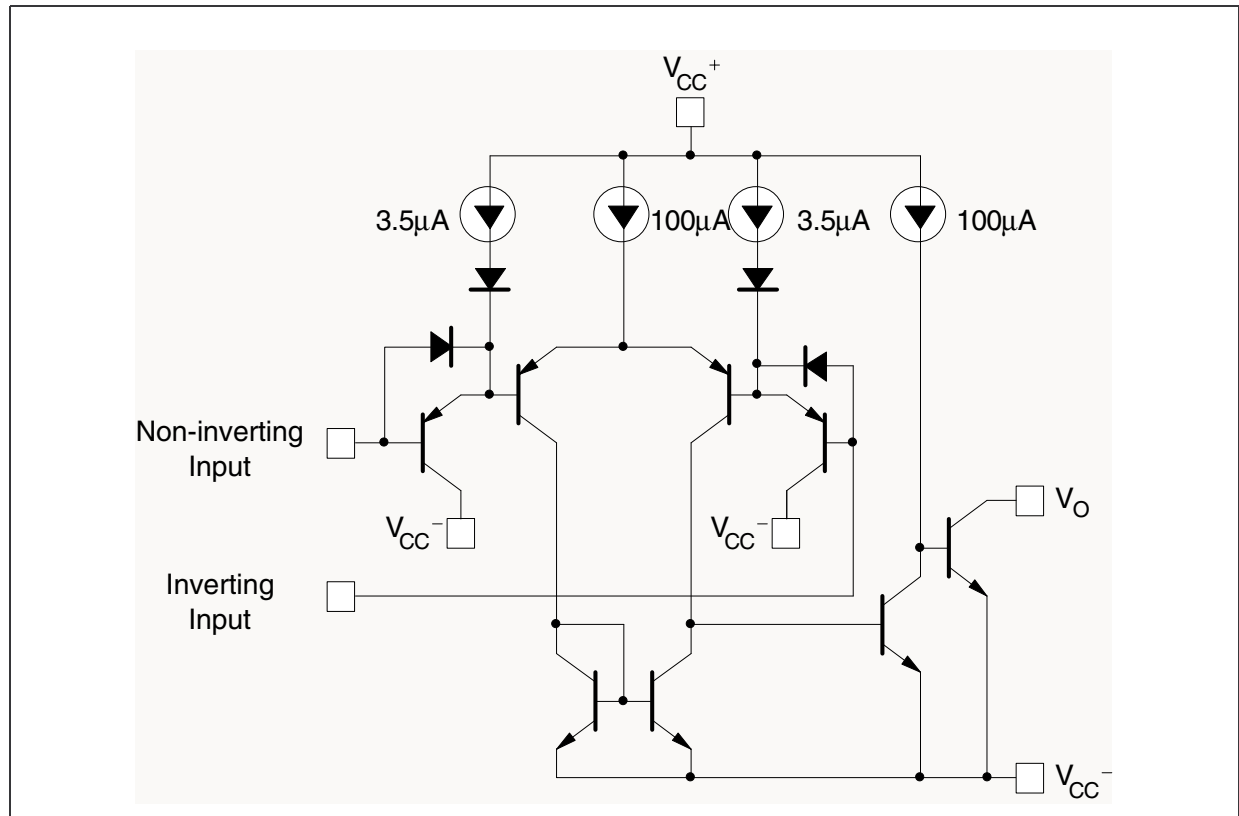 VCC+
3.5μA
100μA
3.5μA
100μA
Non-inverting
Input
VCC−
VCC−
VO
Inverting
Input
VCC−